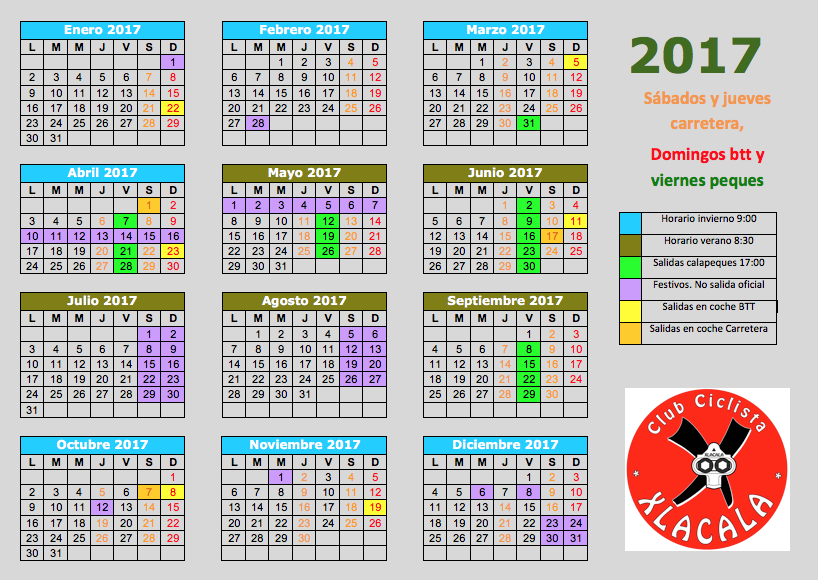 Enero 2017
L M M J V S D
1
2 3 4 5 6 7 8
9 10 11 12 13 14 15
16 17 18 19 20 21 22
23 24 25 26 27 28 29
30 31
Febrero 2017
L M M J V S D
1 2 3 4 5
6 7 8 9 10 11 12
13 14 15 16 17 18 19
20 21 22 23 24 25 26
27 28
Marzo 2017
L M M J V S D
1 2 3 4 5
6 7 8 9 10 11 12
13 14 15 16 17 18 19
20 21 22 23 24 25 26
27 28 29 30 31
2017
Sábados y jueves
carretera,
Domingos btt y
viernes peques
Abril 2017
L M M J V S D
1 2
3 4 5 6 7 8 9
10 11 12 13 14 15 16
17 18 19 20 21 22 23
24 25 26 27 28 29 30
Mayo 2017
L M M J V S D
1 2 3 4 5 6 7
8 9 10 11 12 13 14
15 16 17 18 19 20 21
22 23 24 25 26 27 28
29 30 31
Junio 2017
L M M J V S D
1 2 3 4
5 6 7 8 9 10 11
12 13 14 15 16 17 18
19 20 21 22 23 24 25
26 27 28 29 30
Horario invierno 9:00
Horario verano 8:30
Salidas calapeques 17:00
Festivos. No salida oficial
Salidas en coche BTT
Salidas en coche Carretera
Julio 2017
L M M J V S D
1 2
3 4 5 6 7 8 9
10 11 12 13 14 15 16
17 18 19 20 21 22 23
24 25 26 27 28 29 30
31
Agosto 2017
L M M J V S D
1 2 3 4 5 6
7 8 9 10 11 12 13
14 15 16 17 18 19 20
21 22 23 24 25 26 27
28 29 30 31
Septiembre 2017
L M M J V S D
1 2 3
4 5 6 7 8 9 10
11 12 13 14 15 16 17
18 19 20 21 22 23 24
25 26 27 28 29 30
Octubre 2017
L M M J V S D
1
2 3 4 5 6 7 8
9 10 11 12 13 14 15
16 17 18 19 20 21 22
23 24 25 26 27 28 29
30 31
Noviembre 2017
L M M J V S D
1 2 3 4 5
6 7 8 9 10 11 12
13 14 15 16 17 18 19
20 21 22 23 24 25 26
27 28 29 30
Diciembre 2017
L M M J V S D
1 2 3
4 5 6 7 8 9 10
11 12 13 14 15 16 17
18 19 20 21 22 23 24
25 26 27 28 29 30 31
Club Ciclista
XLACALA
* XLACALA *